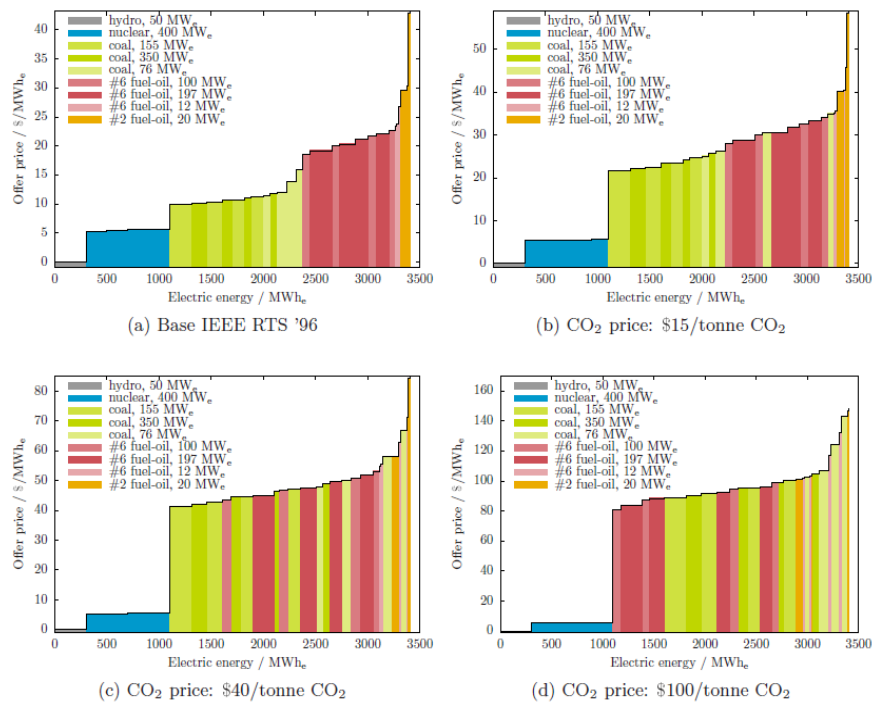 hydro, 50 MWe
nuclear, 400 MWe
coal, 155 MWe
coal, 350 MWe
coal, 76 MWe
#6 fuel-oil, 100 MWe
#6 fuel-oil, 197 MWe
#6 fuel-oil, 12 MWe
#2 fuel-oil, 20 MWe
Offer price / $/MWhe
40
35
30
25
20
15
10
5
0
0 500 1000 1500 2000 2500 3000 3500
Electric energy / MWhe
(a) Base IEEE RTS '96
hydro, 50 MWe
nuclear, 400 MWe
coal, 155 MWe
coal, 350 MWe
coal, 76 MWe
#6 fuel-oil, 100 MWe
#6 fuel-oil, 197 MWe
#6 fuel-oil, 12 MWe
#2 fuel-oil, 20 MWe
Offer price / $/MWhe
50
40
30
20
10
0
0 500 1000 1500 2000 2500 3000 3500
Electric energy / MWhe
(b) CO2 price: $15/tonne CO2
hydro, 50 MWe
nuclear, 400 MWe
coal, 155 MWe
coal, 350 MWe
coal, 76 MWe
#6 fuel-oil, 100 MWe
#6 fuel-oil, 197 MWe
#6 fuel-oil, 12 MWe
#2 fuel-oil, 20 MWe
Offer price / $/MWhe
80
70
60
50
40
30
20
10
0
0 500 1000 1500 2000 2500 3000 3500
Electric energy / MWhe
(c) CO2 price: $40/tonne CO2
hydro, 50 MWe
nuclear, 400 MWe
coal, 155 MWe
coal, 350 MWe
coal, 76 MWe
#6 fuel-oil, 100 MWe
#6 fuel-oil, 197 MWe
#6 fuel-oil, 12 MWe
#2 fuel-oil, 20 MWe
Offer price / $/MWhe
160
140
120
100
80
60
40
20
0
0 500 1000 1500 2000 2500 3000 3500
Electric energy / MWhe
(d) CO2 price: $100/tonne CO2